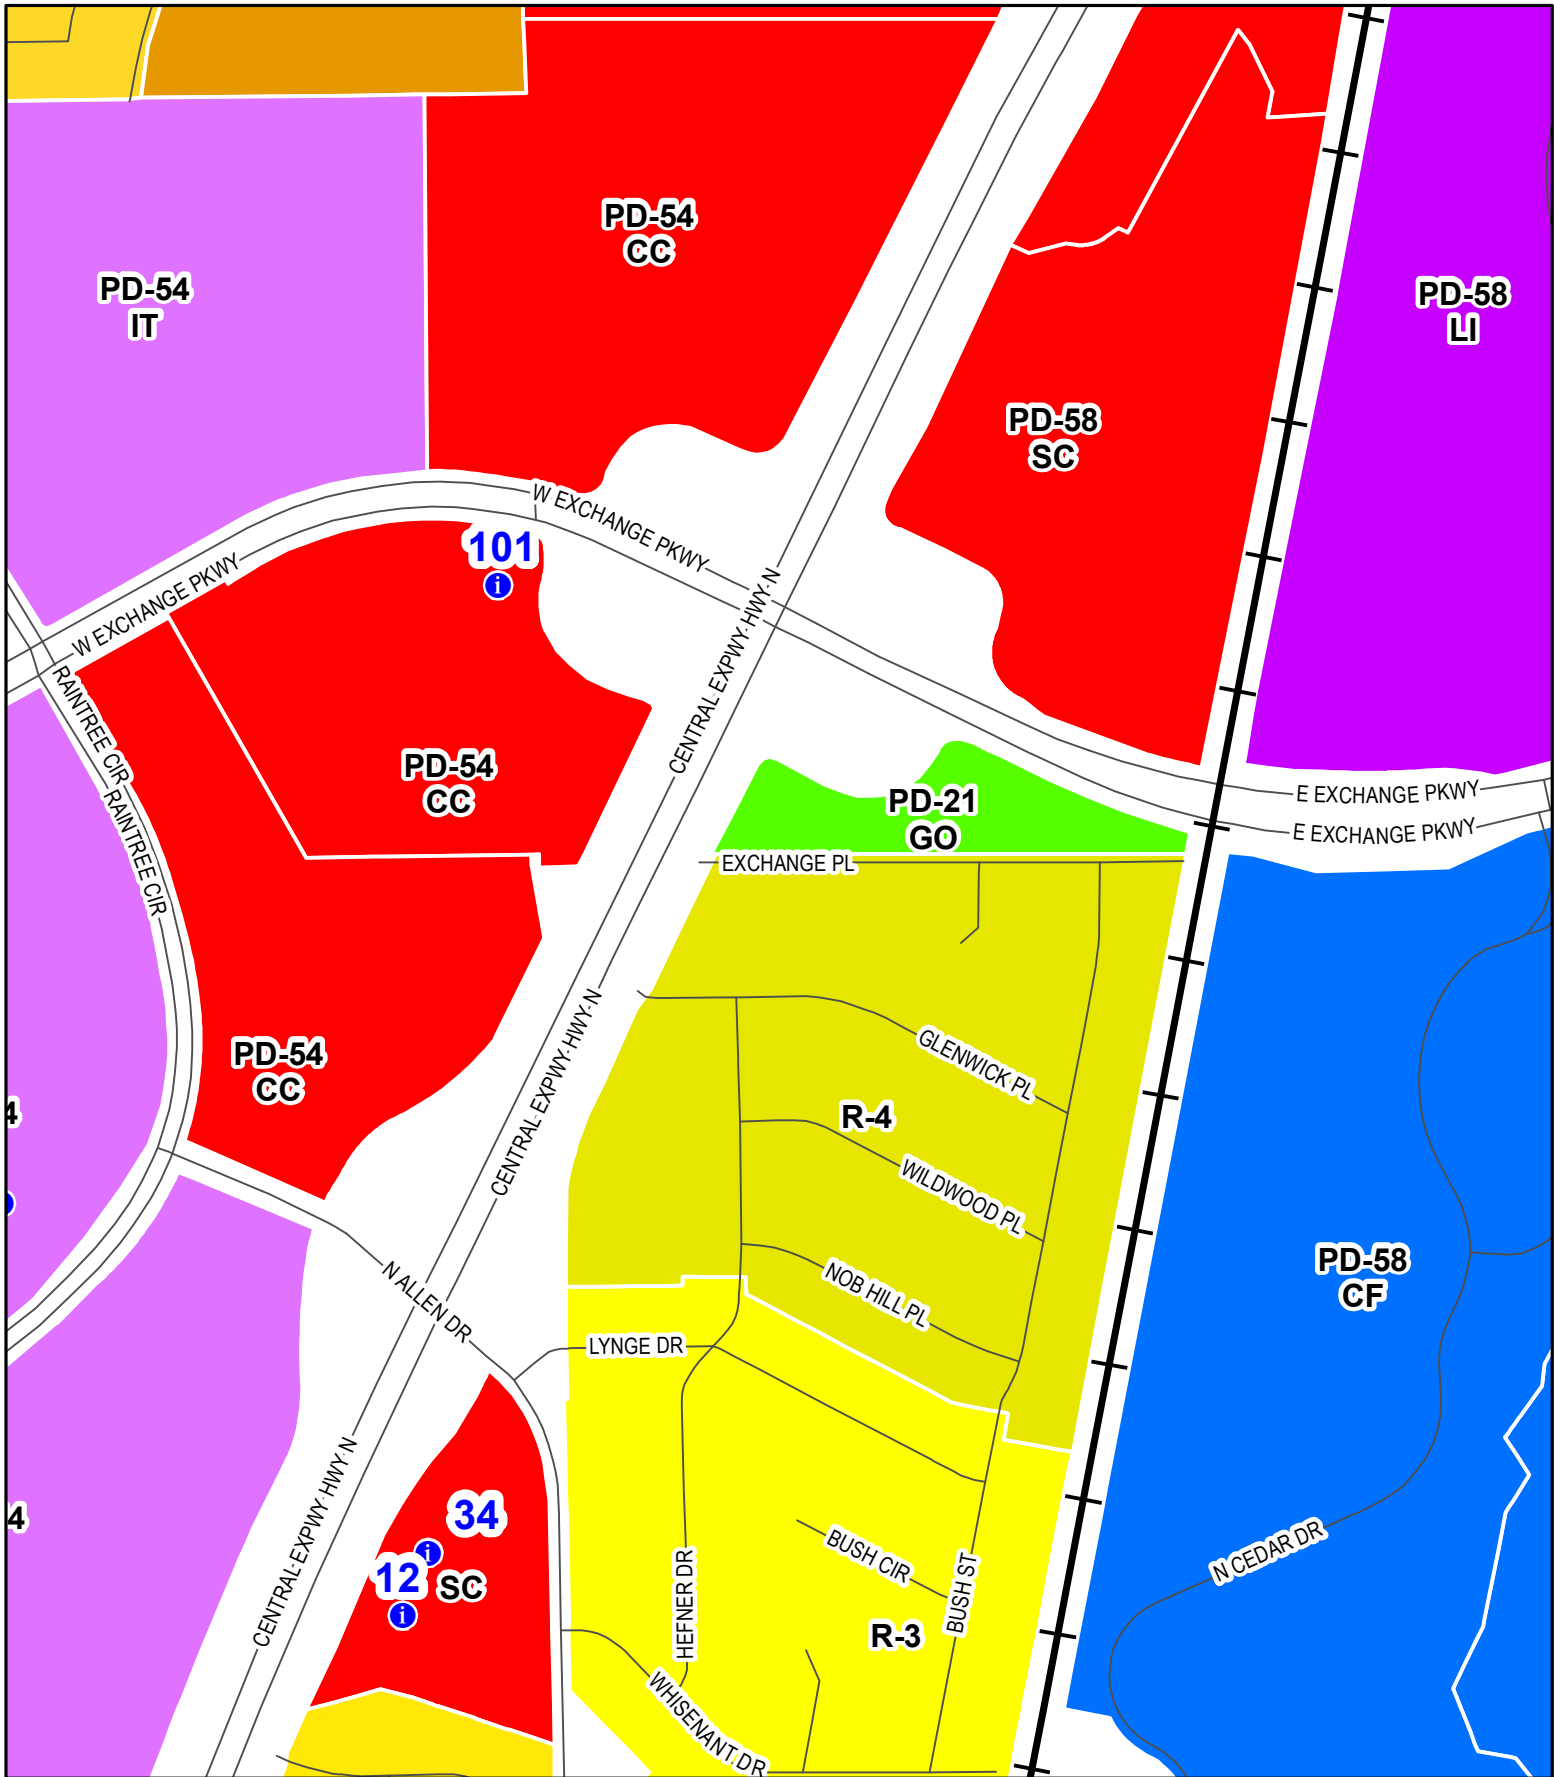 PD-54
CC
PD-54
IT
PD-58
LI
PD-58
SC
W EXCHANGE PKWY
101
i
W EXCHANGE PKWY
CENTRAL EXPWY HWY N
RAINTREE CIR
PD-54
CC
RAINTREE CIR
PD-21
GO
E EXCHANGE PKWY
E EXCHANGE PKWY
EXCHANGE PL
PD-54
CC
CENTRAL EXPWY HWY N
GLENWICK PL
4
R-4
WILDWOOD PL
NOB HILL PL
PD-58
CF
N ALLEN DR
LYNGE DR
CENTRAL EXPWY HWY N
4
34
i
12
SC
i
HEFNER DR
BUSH CIR
BUSH ST
N CEDAR DR
R-3
WHISENANT DR